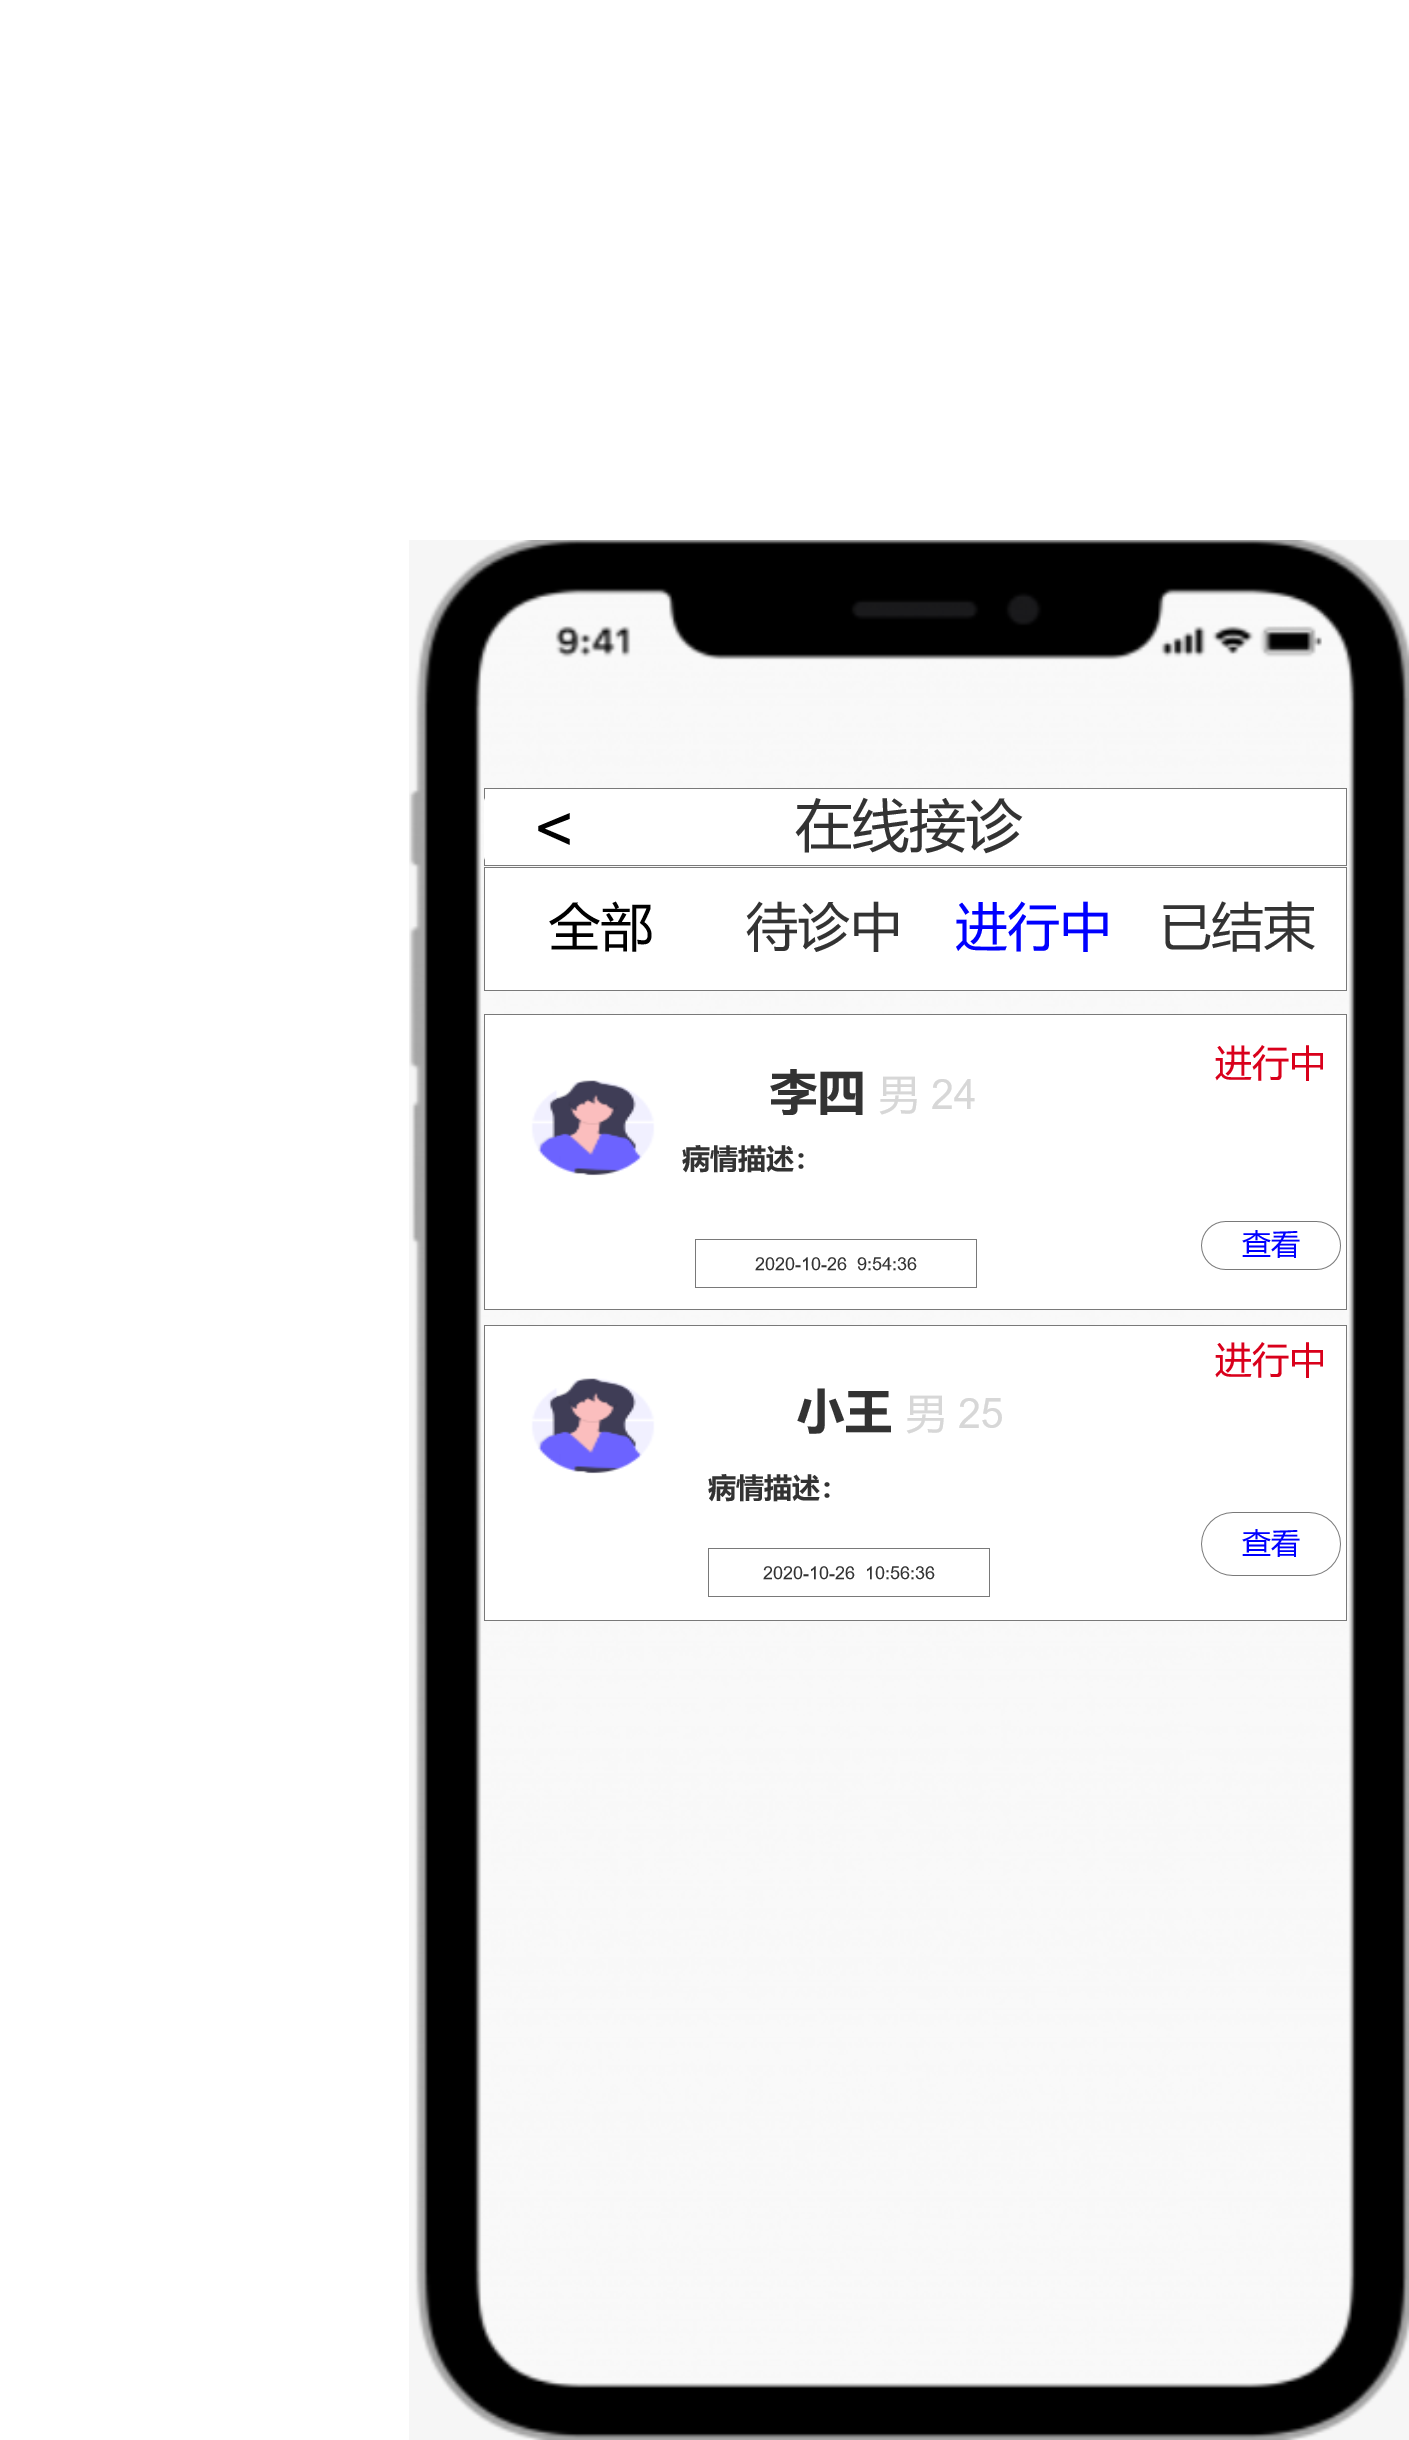 9:41
< 在线接诊
全部 待诊中 进行中 已结束
进行中
李四 男 24
病情描述：
查看
2020-10-26 9:54:36
进行中
小王 男 25
病情描述：
查看
2020-10-26 10:56:36